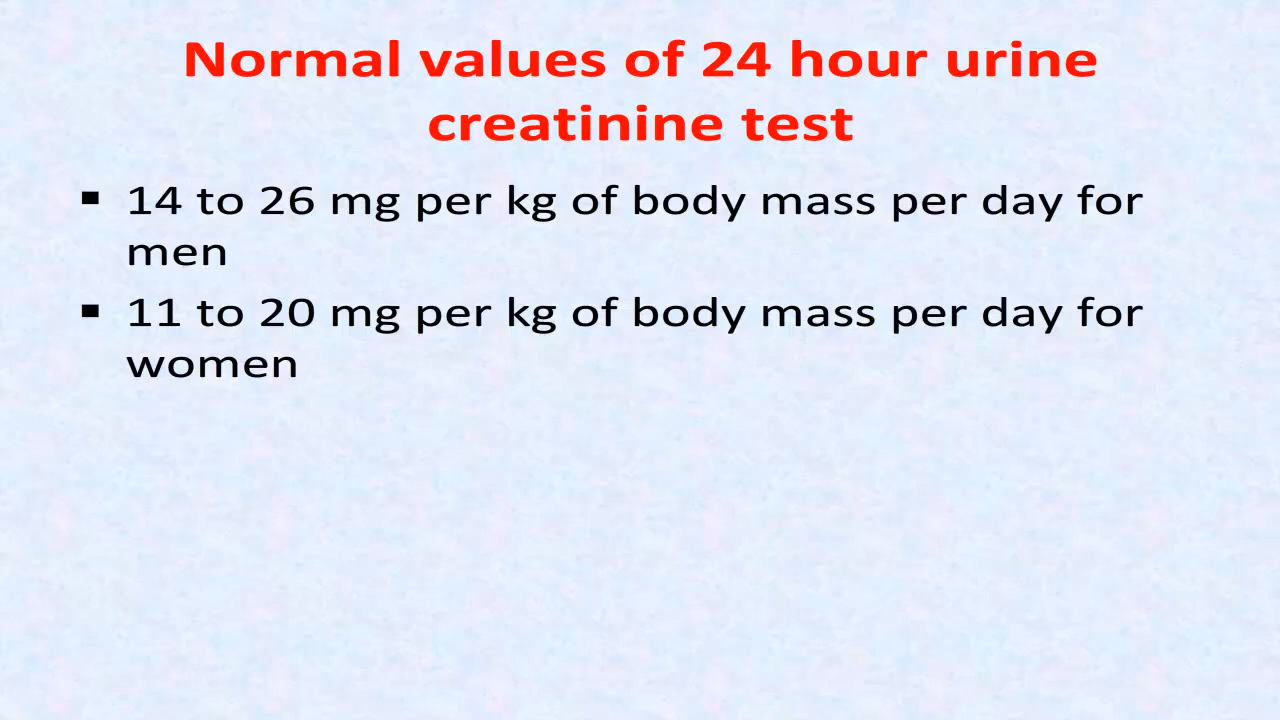 Normal values of 24 hour urine
creatinine test
▪ 14 to 26 mg per kg of body mass per day for
men
▪ 11 to 20 mg per kg of body mass per day for
women